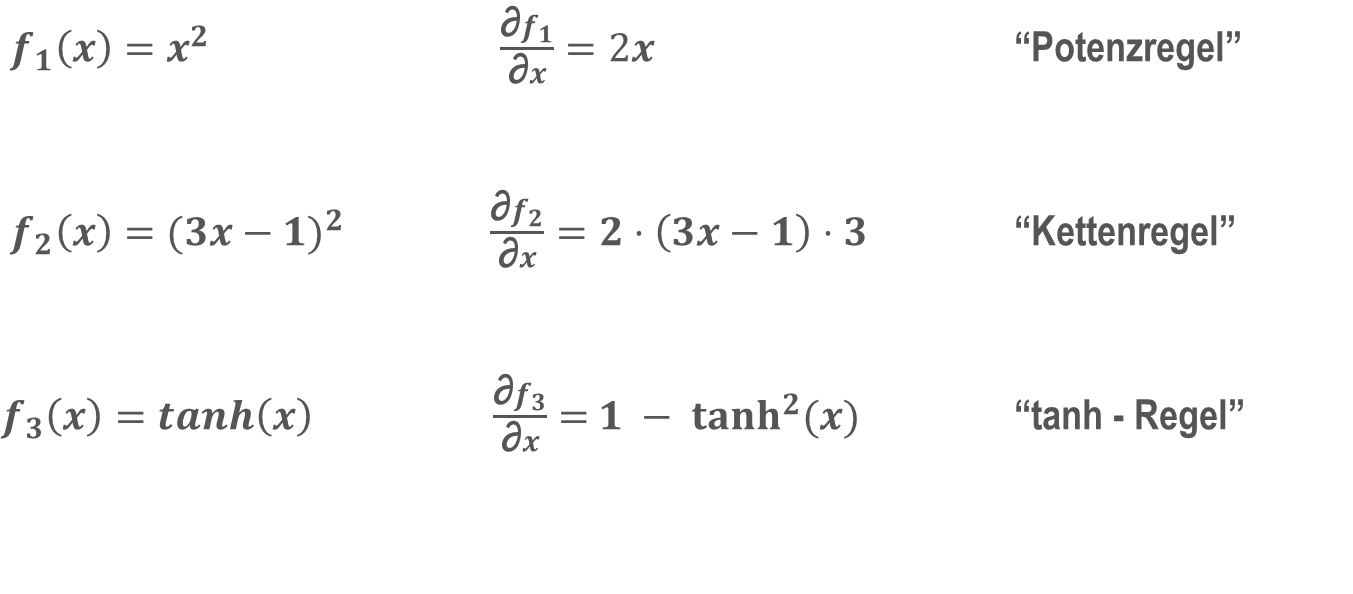 f₁(x) = x² ∂f₁/∂x = 2x “Potenzregel”
f₂(x) = (3x − 1)² ∂f₂/∂x = 2 · (3x − 1) · 3 “Kettenregel”
f₃(x) = tanh(x) ∂f₃/∂x = 1 − tanh²(x) “tanh - Regel”